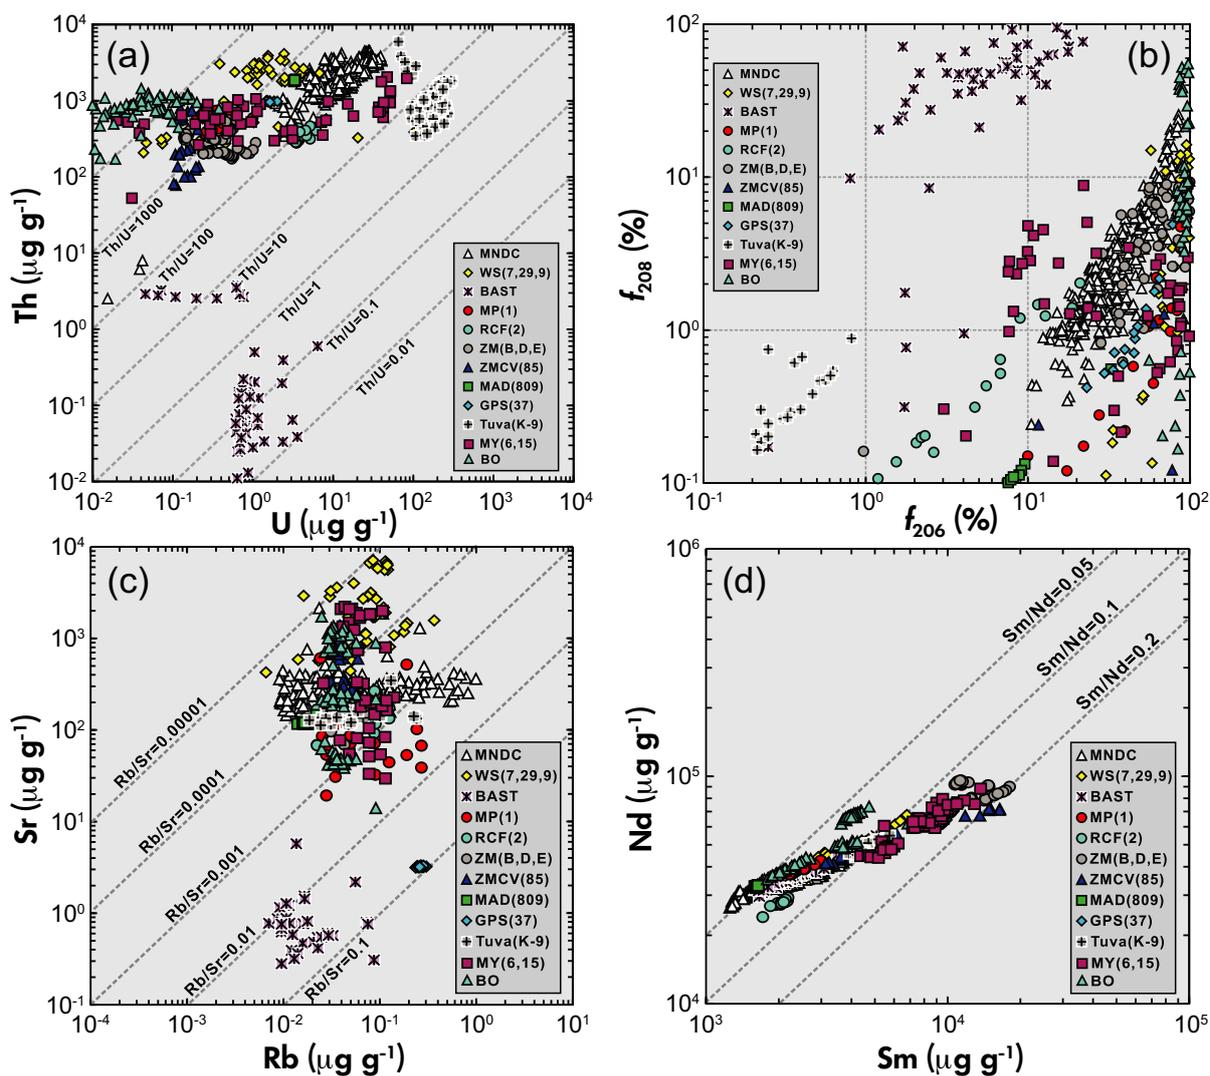 (a)
10⁴
10³
10²
10¹
10⁰
10⁻¹
10⁻²
Th (μg g⁻¹)
Th/U=1000
Th/U=100
Th/U=10
Th/U=1
Th/U=0.1
Th/U=0.01
MNDC
WS(7,29,9)
BAST
MP(1)
RCF(2)
ZM(B,D,E)
ZMCV(85)
MAD(809)
GPS(37)
Tuva(K-9)
MY(6,15)
BO
10⁻² 10⁻¹ 10⁰ 10¹ 10² 10³ 10⁴
U (μg g⁻¹)
(b)
10²
10¹
10⁰
10⁻¹
f₂₀₈ (%)
MNDC
WS(7,29,9)
BAST
MP(1)
RCF(2)
ZM(B,D,E)
ZMCV(85)
MAD(809)
GPS(37)
Tuva(K-9)
MY(6,15)
BO
10⁻¹ 10⁰ 10¹ 10²
f₂₀₆ (%)
(c)
10⁴
10³
10²
10¹
10⁰
10⁻¹
Sr (μg g⁻¹)
Rb/Sr=0.00001
Rb/Sr=0.0001
Rb/Sr=0.001
Rb/Sr=0.01
Rb/Sr=0.1
MNDC
WS(7,29,9)
BAST
MP(1)
RCF(2)
ZM(B,D,E)
ZMCV(85)
MAD(809)
GPS(37)
Tuva(K-9)
MY(6,15)
BO
10⁻⁴ 10⁻³ 10⁻² 10⁻¹ 10⁰ 10¹
Rb (μg g⁻¹)
(d)
10⁶
10⁵
10⁴
Nd (μg g⁻¹)
Sm/Nd=0.05
Sm/Nd=0.1
Sm/Nd=0.2
MNDC
WS(7,29,9)
BAST
MP(1)
RCF(2)
ZM(B,D,E)
ZMCV(85)
MAD(809)
GPS(37)
Tuva(K-9)
MY(6,15)
BO
10³ 10⁴ 10⁵
Sm (μg g⁻¹)